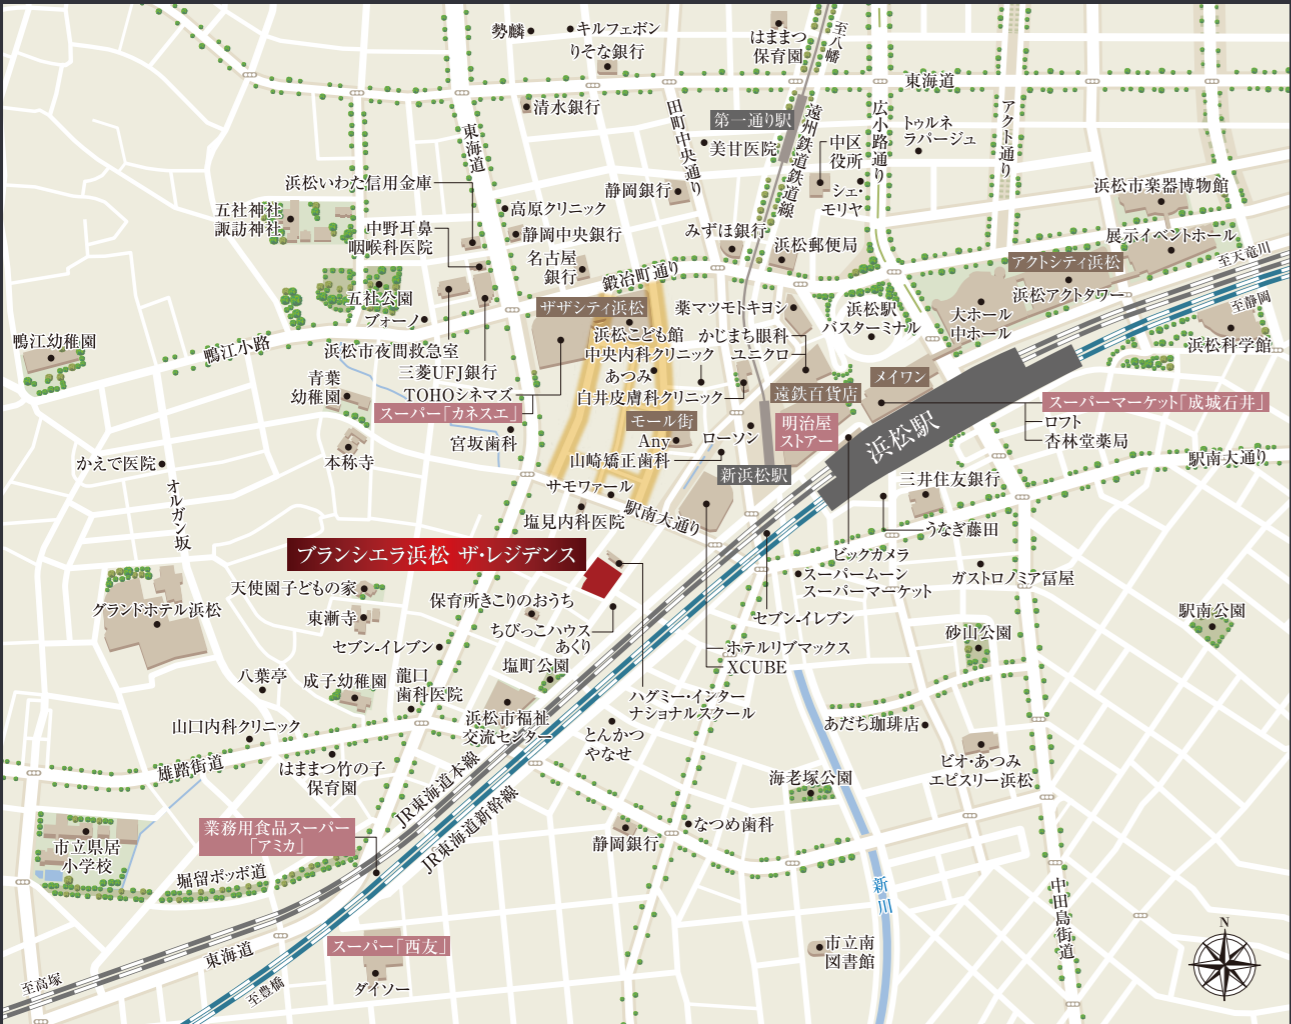 勢麟
キルフェボン
りそな銀行
はままつ
保育園
至八幡
東海道
清水銀行
東海道
田町中央通り
第一通り駅
美甘医院
遠州鉄道鉄道線
中区
役所
広小路通り
トゥルネ
ラパージュ
アクト通り
浜松いわた信用金庫
静岡銀行
シェ・
モリヤ
浜松市楽器博物館
五社神社
諏訪神社
高原クリニック
中野耳鼻
咽喉科医院
静岡中央銀行
みずほ銀行
浜松郵便局
展示イベントホール
至天竜川
名古屋
銀行
鍛冶町通り
アクトシティ浜松
五社公園
ブォーノ
ザザシティ浜松
薬マツモトキヨシ
浜松駅
バスターミナル
大ホール
中ホール
浜松アクトタワー
至静岡
浜松科学館
鴨江幼稚園
鴨江小路
浜松市夜間救急室
浜松こども館
かじまち眼科
中央内科クリニック
ユニクロ
三菱UFJ銀行
あつみ
青葉
幼稚園
TOHOシネマズ
白井皮膚科クリニック
遠鉄百貨店
メイワン
スーパー「カネスエ」
スーパーマーケット「成城石井」
ロフト
杏林堂薬局
モール街
Any
ローソン
明治屋
ストアー
浜松駅
宮坂歯科
山崎矯正歯科
新浜松駅
本称寺
かえで医院
駅南大通り
オルガン坂
サモワァール
三井住友銀行
塩見内科医院
駅南大通り
うなぎ藤田
ブランシエラ浜松 ザ・レジデンス
ビックカメラ
スーパームーン
スーパーマーケット
ガストロノミア冨屋
天使園子どもの家
グランドホテル浜松
保育所きこりのおうち
東漸寺
セブン-イレブン
駅南公園
ちびっこハウス
あくり
砂山公園
セブン-イレブン
ホテルリブマックス
XCUBE
塩町公園
八葉亭
成子幼稚園
龍口
歯科医院
ハグミー・インター
ナショナルスクール
山口内科クリニック
浜松市福祉
交流センター
とんかつ
やなせ
あだち珈琲店
雄踏街道
はままつ竹の子
保育園
JR東海道本線
JR東海道新幹線
海老塚公園
ビオ・あつみ
エピスリー浜松
業務用食品スーパー
「アミカ」
市立県居
小学校
静岡銀行
なつめ歯科
堀留ポッポ道
新川
中田島街道
スーパー「西友」
東海道
市立南
図書館
N
至高塚
至豊橋
ダイソー